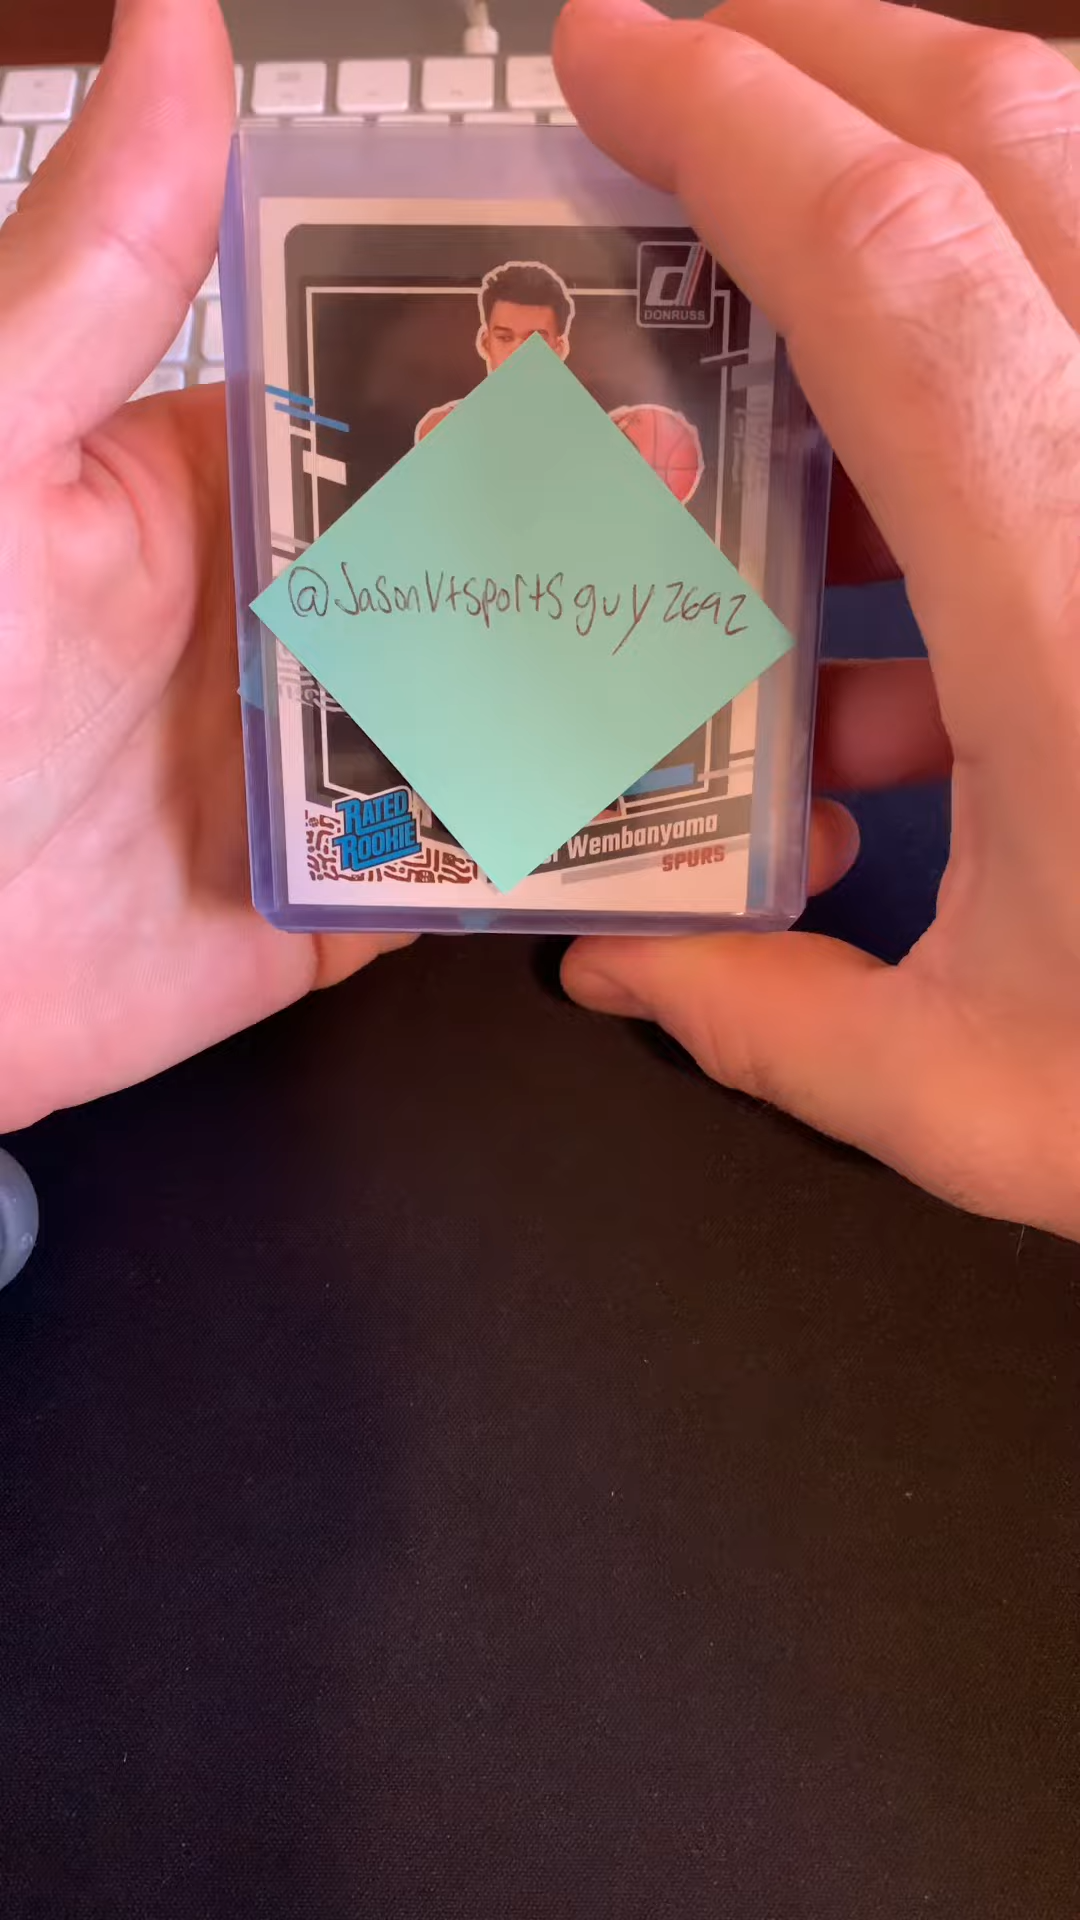 DONRUSS
@JasonVtsportsguy2692
RATED
ROOKIE
Wembanyama
SPURS